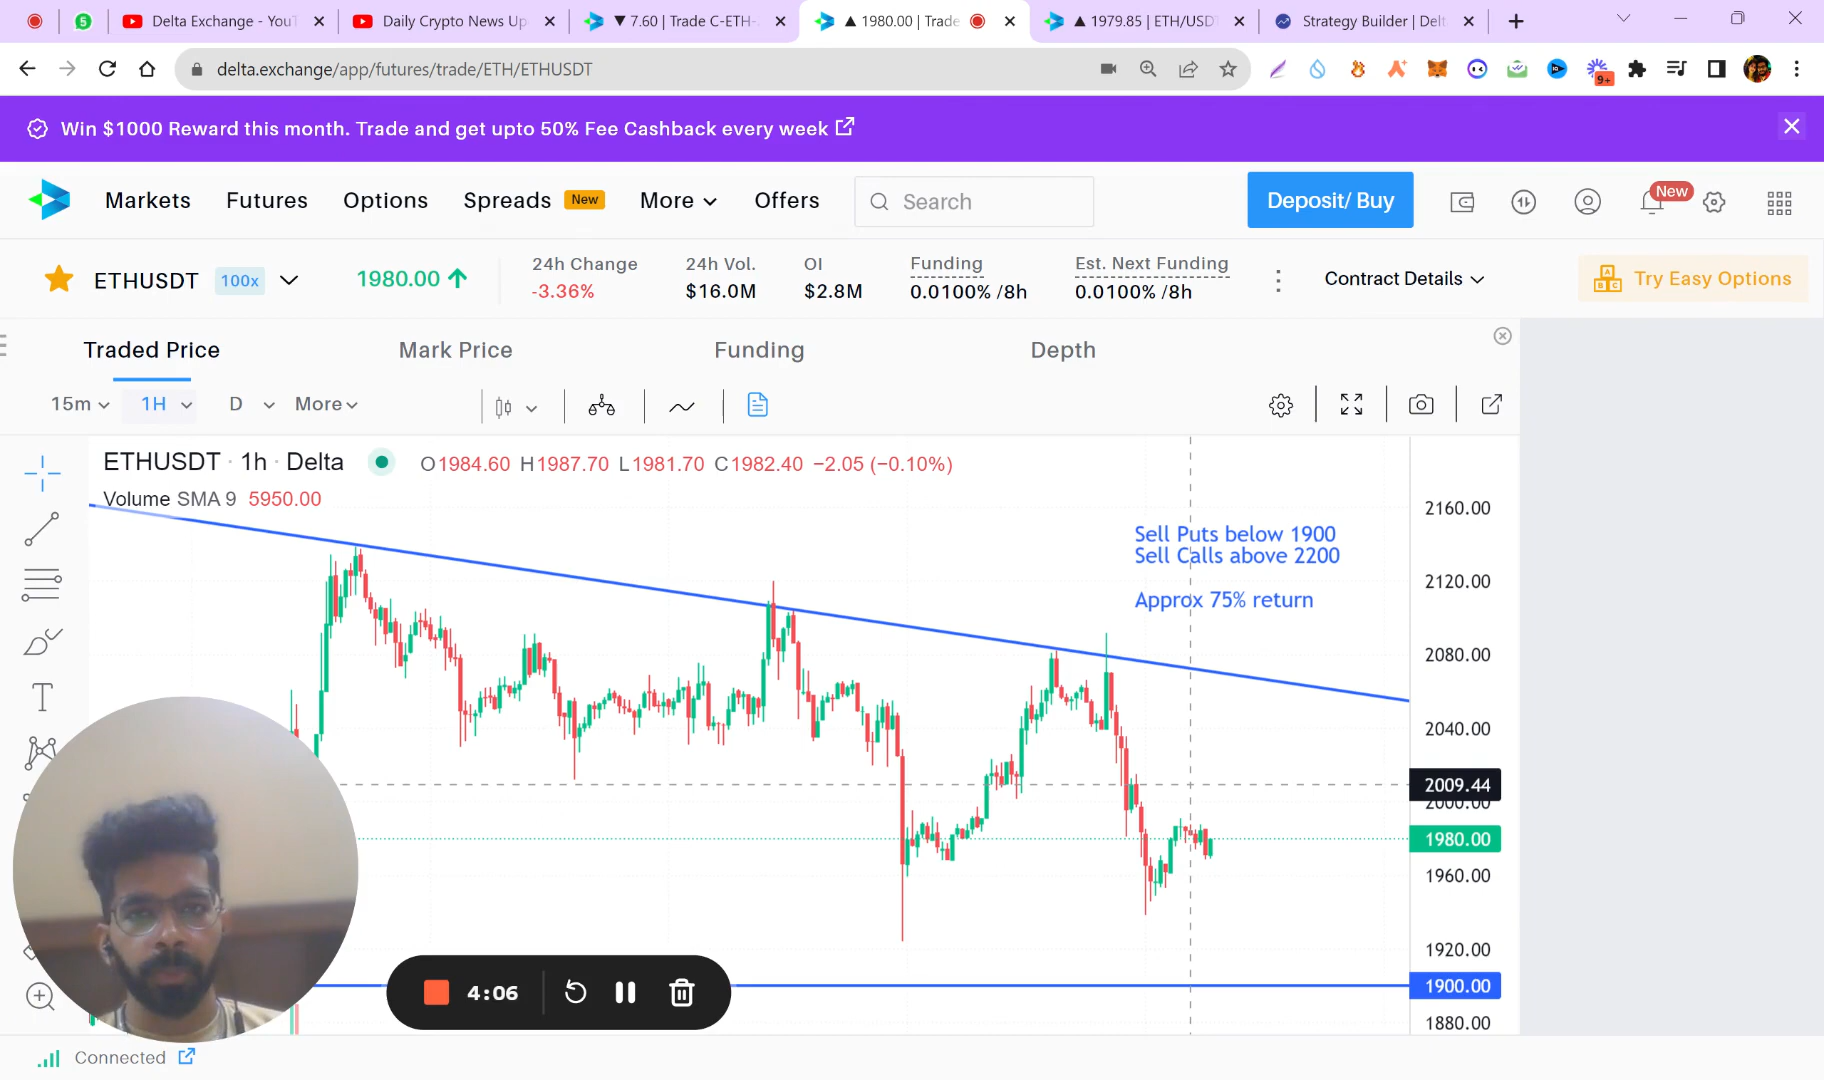 Delta Exchange - YouT
Daily Crypto News Up
▼ 7.60 | Trade C-ETH-
▲ 1980.00 | Trade
▲ 1979.85 | ETH/USDT
Strategy Builder | Delt
5
delta.exchange/app/futures/trade/ETH/ETHUSDT
9+
Win $1000 Reward this month. Trade and get upto 50% Fee Cashback every week
Markets
Futures
Options
Spreads New
More
Offers
Search
Deposit/ Buy
New
ETHUSDT 100x
1980.00
24h Change
-3.36%
24h Vol.
$16.0M
OI
$2.8M
Funding
0.0100% /8h
Est. Next Funding
0.0100% /8h
Contract Details
Try Easy Options
Traded Price
Mark Price
Funding
Depth
15m
1H
D
More
ETHUSDT · 1h · Delta
O1984.60 H1987.70 L1981.70 C1982.40 −2.05 (−0.10%)
Volume SMA 9 5950.00
Sell Puts below 1900
Sell Calls above 2200
Approx 75% return
2160.00
2120.00
2080.00
2040.00
2009.44
2000.00
1980.00
1960.00
1920.00
1900.00
1880.00
4:06
Connected